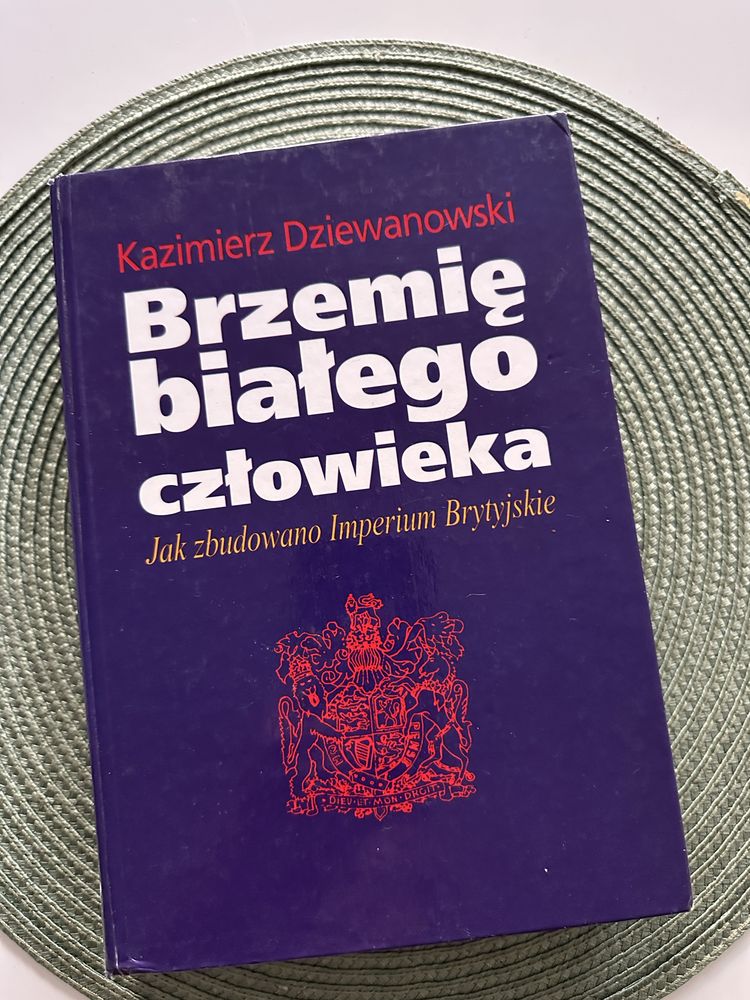 Kazimierz Dziewanowski
Brzemię
białego
człowieka
Jak zbudowano Imperium Brytyjskie
DIEU·ET·MON·DROIT·